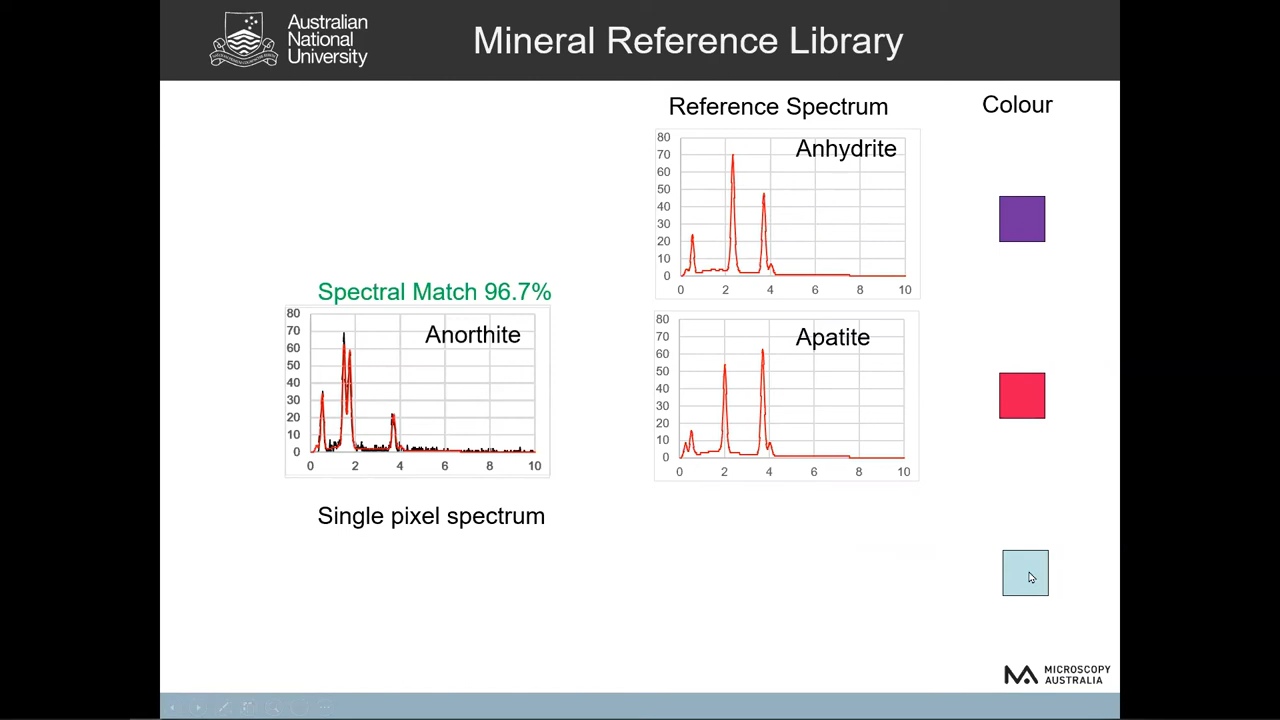 Australian
National
University
Mineral Reference Library
Reference Spectrum
Colour
80
70
60
50
40
30
20
10
0
Anhydrite
0 2 4 6 8 10
Spectral Match 96.7%
80
70
60
50
40
30
20
10
0
Anorthite
0 2 4 6 8 10
Single pixel spectrum
80
70
60
50
40
30
20
10
0
Apatite
0 2 4 6 8 10
MICROSCOPY
AUSTRALIA